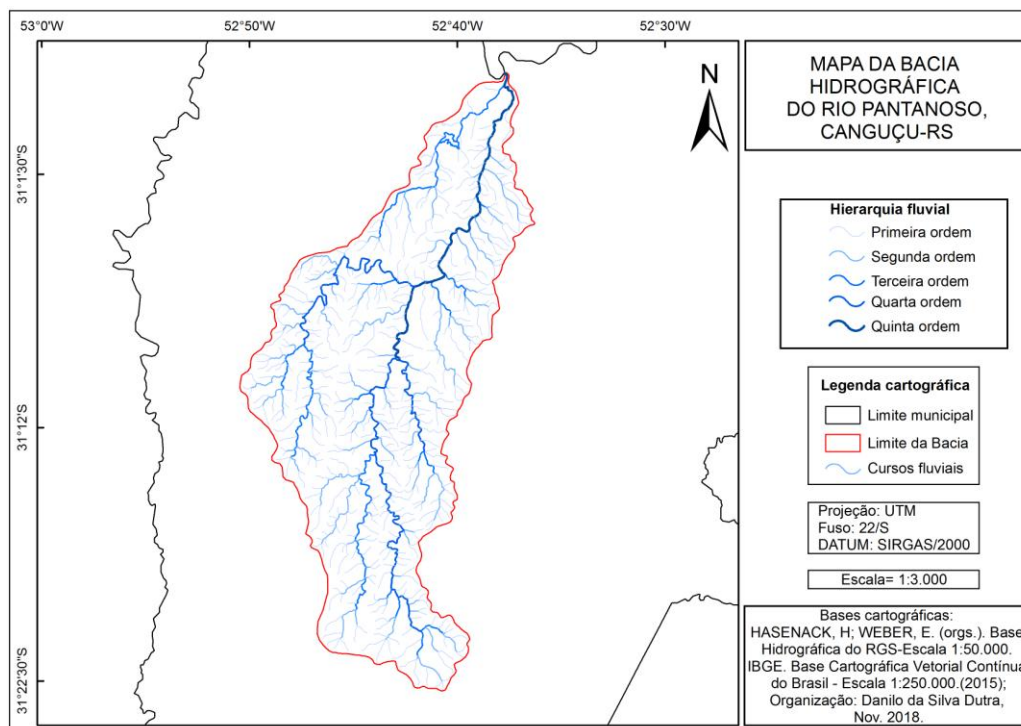 53°0'W
52°50'W
52°40'W
52°30'W
31°1'30"S
31°12'S
31°22'30"S
N
MAPA DA BACIA
HIDROGRÁFICA
DO RIO PANTANOSO,
CANGUÇU-RS
Hierarquia fluvial
Primeira ordem
Segunda ordem
Terceira ordem
Quarta ordem
Quinta ordem
Legenda cartográfica
Limite municipal
Limite da Bacia
Cursos fluviais
Projeção: UTM
Fuso: 22/S
DATUM: SIRGAS/2000
Escala= 1:3.000
Bases cartográficas:
HASENACK, H; WEBER, E. (orgs.). Base
Hidrográfica do RGS-Escala 1:50.000.
IBGE. Base Cartográfica Vetorial Contínua
do Brasil - Escala 1:250.000.(2015);
Organização: Danilo da Silva Dutra,
Nov. 2018.